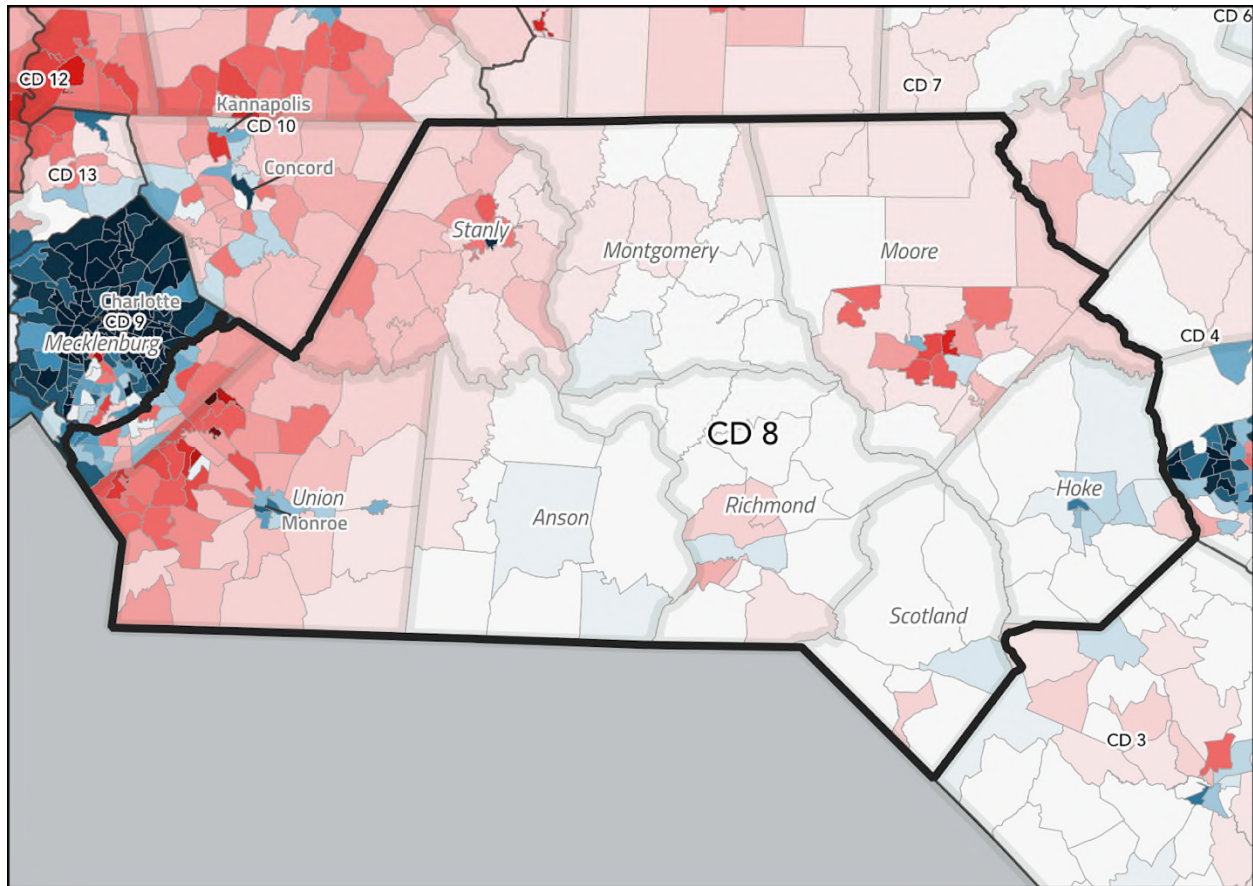 CD 6
CD 12
CD 7
Kannapolis
CD 10
Concord
CD 13
Stanly
Montgomery
Moore
Charlotte
CD 9
Mecklenburg
CD 4
CD 8
Union
Monroe
Anson
Richmond
Hoke
Scotland
CD 3